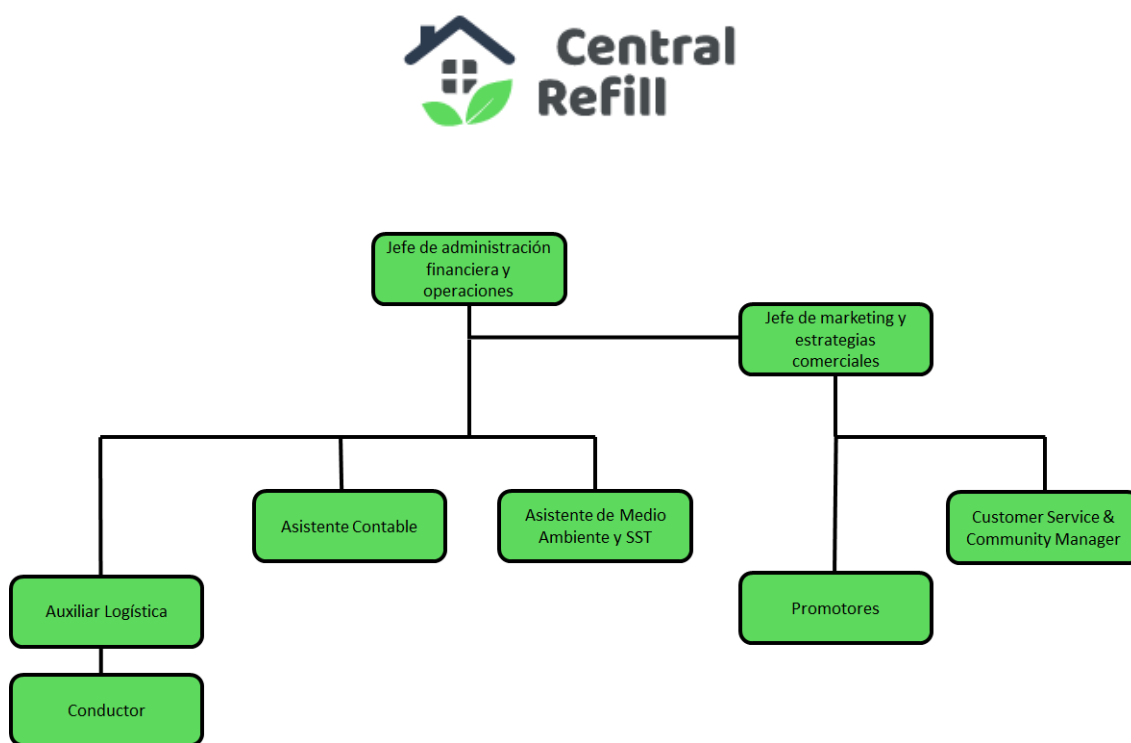 Central
Refill
Jefe de administración
financiera y
operaciones
Jefe de marketing y
estrategias
comerciales
Asistente Contable
Asistente de Medio
Ambiente y SST
Customer Service &
Community Manager
Auxiliar Logística
Promotores
Conductor